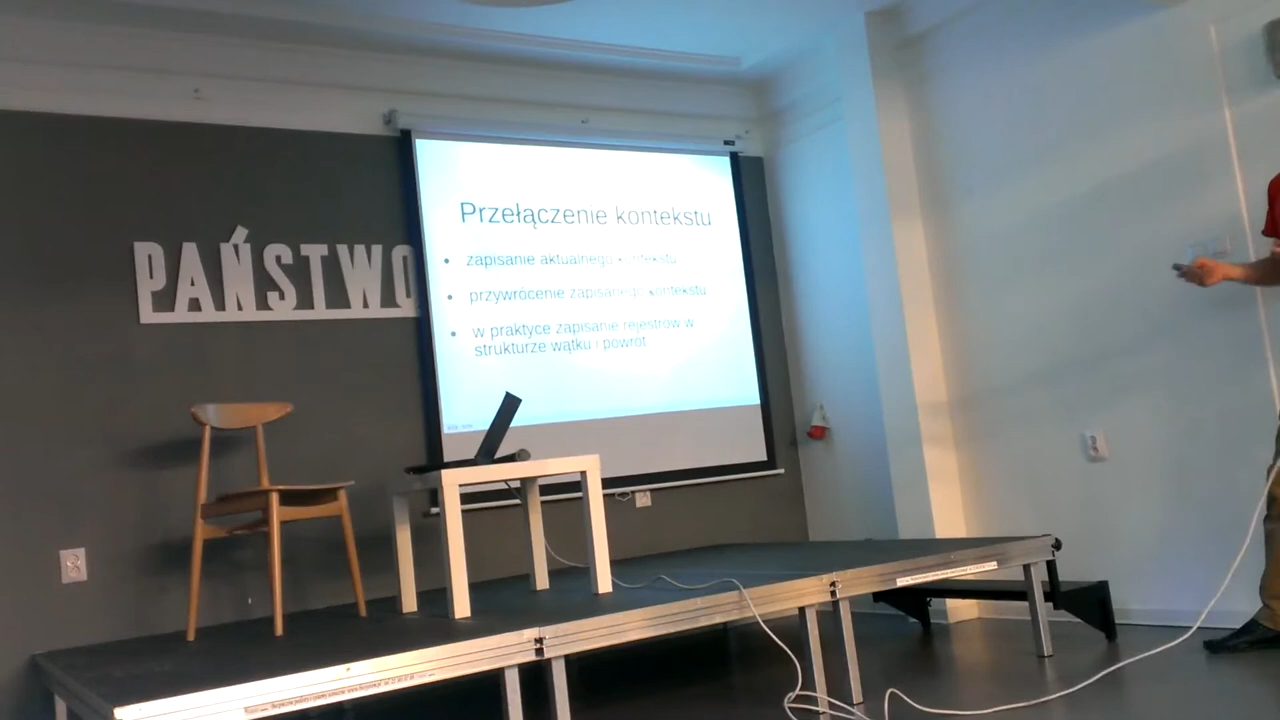 PAŃSTWO
Przełączenie kontekstu
• zapisanie aktualnego kontekstu
• przywrócenie zapisanego kontekstu
• w praktyce zapisanie rejestrów w
strukturze wątku i powrót